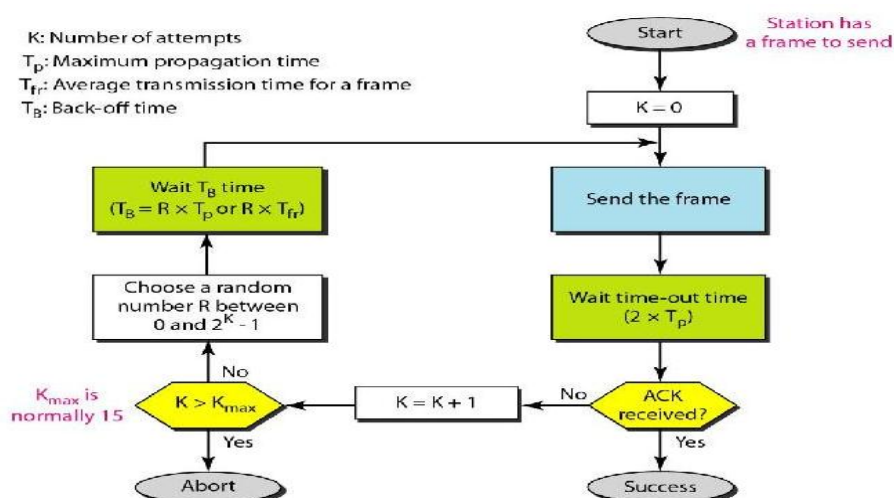 K: Number of attempts
Tp: Maximum propagation time
Tfr: Average transmission time for a frame
TB: Back-off time
Start
Station has
a frame to send
K = 0
Wait TB time
(TB = R × Tp or R × Tfr)
Send the frame
Choose a random
number R between
0 and 2^K - 1
Wait time-out time
(2 × Tp)
No
Kmax is
normally 15
K > Kmax
K = K + 1
No
ACK
received?
Yes
Yes
Abort
Success